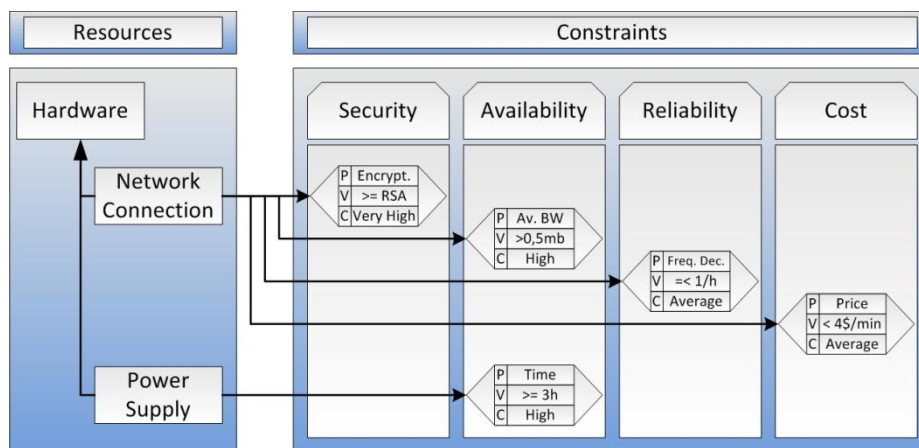 Resources
Constraints
Hardware
Network
Connection
Power
Supply
Security
Availability
Reliability
Cost
P Encrypt.
V >= RSA
C Very High
P Av. BW
V >0,5mb
C High
P Freq. Dec.
V =< 1/h
C Average
P Price
V < 4$/min
C Average
P Time
V >= 3h
C High